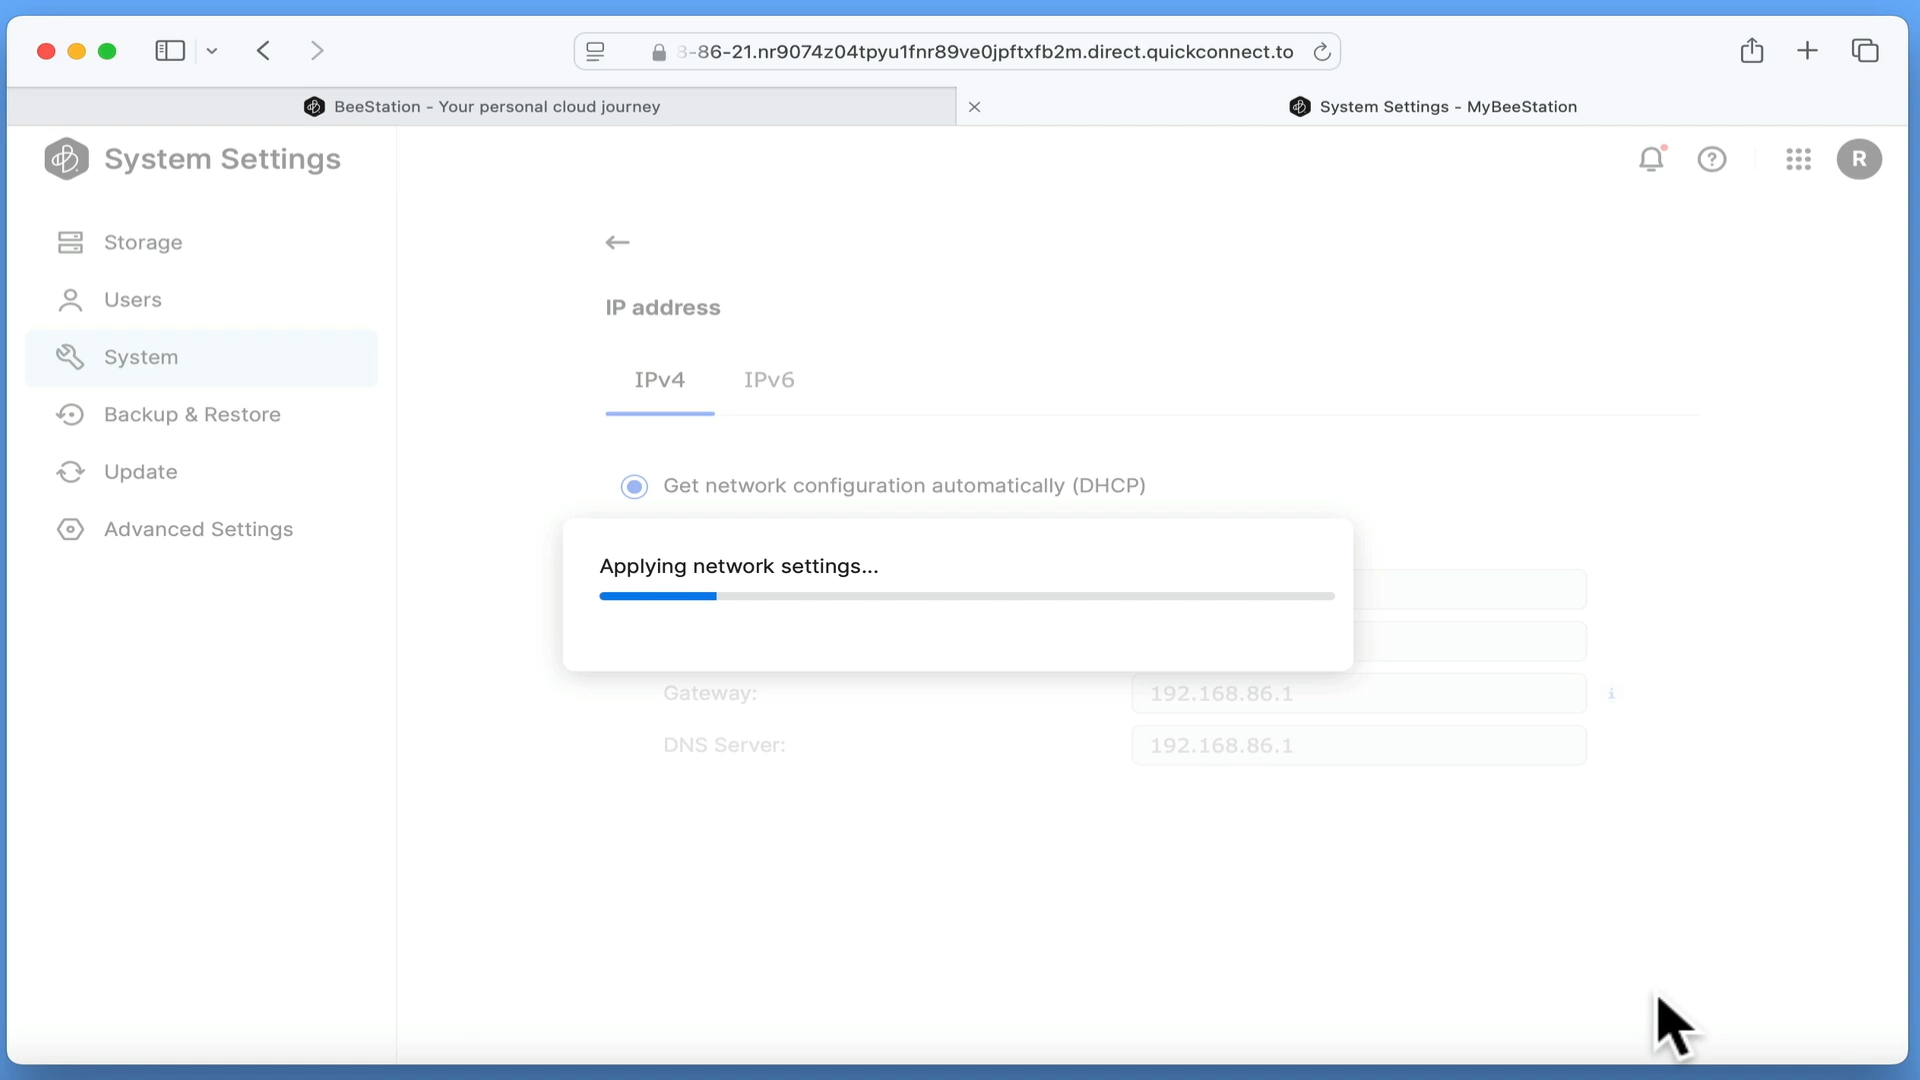 8-86-21.nr9074z04tpyu1fnr89ve0jpftxfb2m.direct.quickconnect.to
BeeStation - Your personal cloud journey
System Settings - MyBeeStation
System Settings
R
Storage
Users
System
Backup & Restore
Update
Advanced Settings
IP address
IPv4 IPv6
Get network configuration automatically (DHCP)
Applying network settings...
Gateway: 192.168.86.1
DNS Server: 192.168.86.1